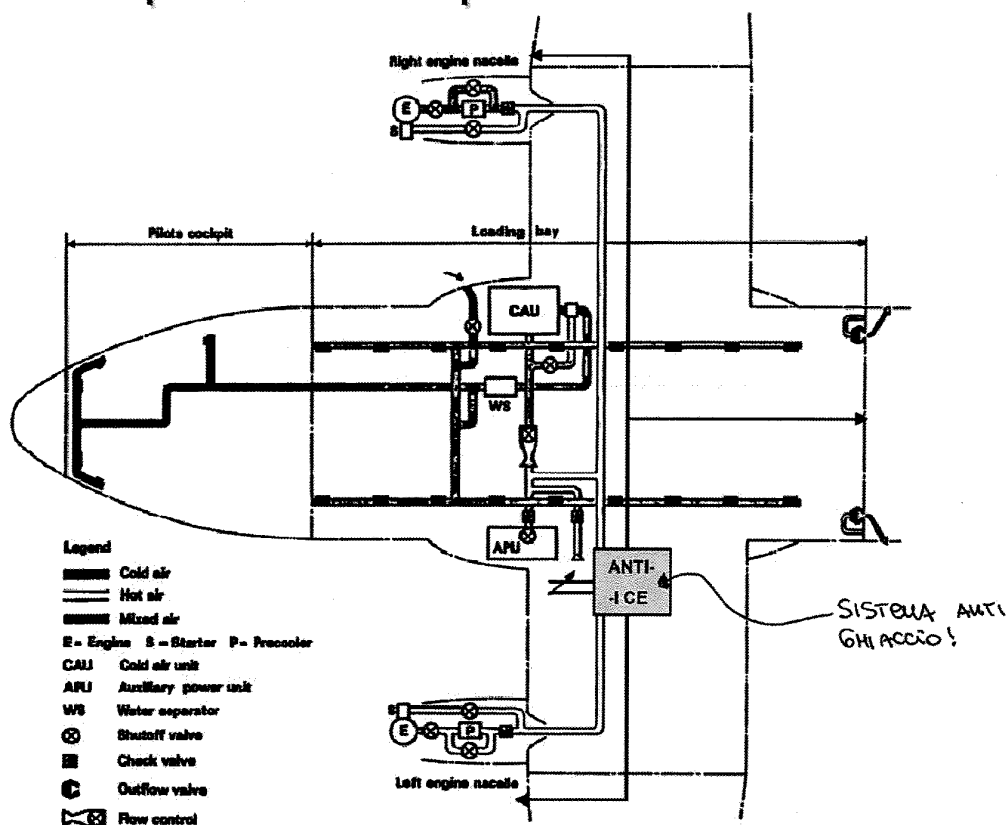 Right engine nacelle
E
P
S
Pilots cockpit
Loading bay
CAU
WS
APU
ANTI-
-ICE
SISTEMA ANTI
GHIACCIO!
Legend
Cold air
Hot air
Mixed air
E= Engine S = Starter P= Precooler
CAU Cold air unit
APU Auxiliary power unit
WS Water separator
Shutoff valve
Check valve
Outflow valve
Flow control
S
E
P
Left engine nacelle